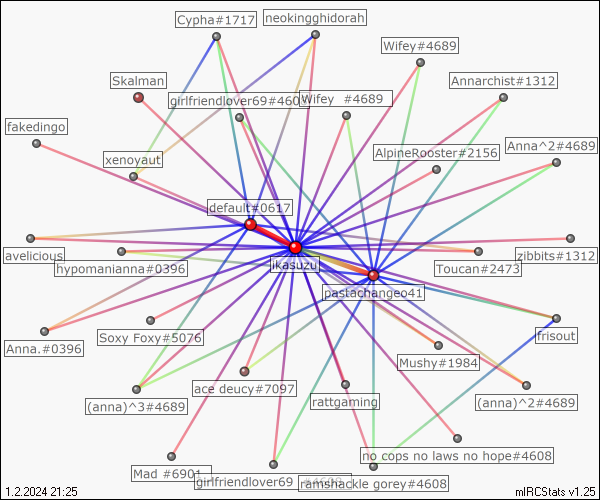 Cypha#1717
neokingghidorah
Wifey#4689
Skalman
Annarchist#1312
girlfriendlover69#460
Wifey  #4689
fakedingo
Anna^2#4689
xenoyaut
AlpineRooster#2156
default#0617
avelicious
hypomanianna#0396
ikasuzu
Toucan#2473
zibbits#1312
pastachangeo41
Anna.#0396
Soxy Foxy#5076
frisout
Mushy#1984
(anna)^3#4689
ace deucy#7097
rattgaming
(anna)^2#4689
no cops no laws no hope#4608
Mad #6901
girlfriendlover69
ramshackle gorey#4608
1.2.2024 21:25
mIRCStats v1.25